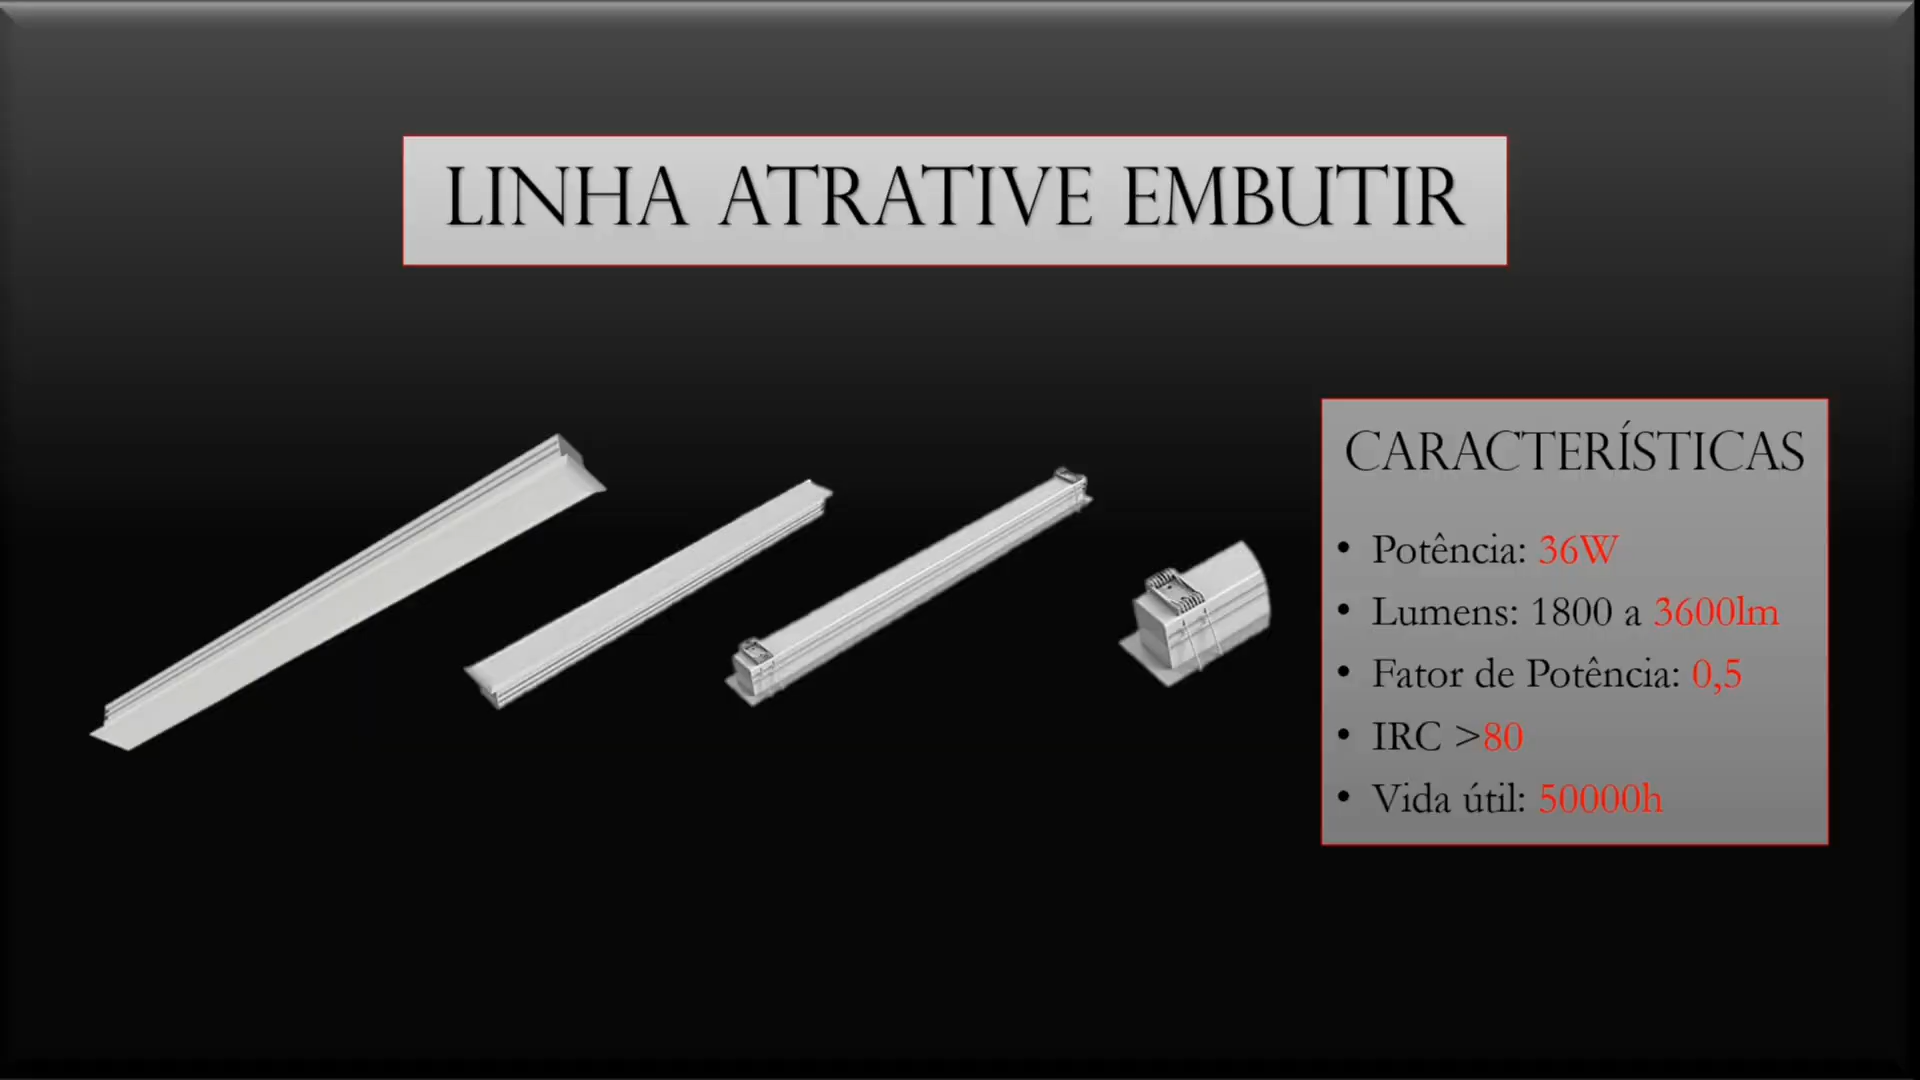 LINHA ATRATIVE EMBUTIR
CARACTERÍSTICAS
• Potência: 36W
• Lumens: 1800 a 3600lm
• Fator de Potência: 0,5
• IRC >80
• Vida útil: 50000h